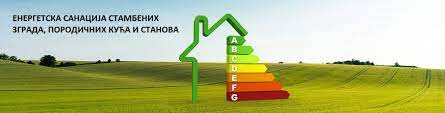 ЕНЕРГЕТСКА САНАЦИЈА СТАМБЕНИХ
ЗГРАДА, ПОРОДИЧНИХ КУЋА И СТАНОВА
A
B
C
D
E
F
G